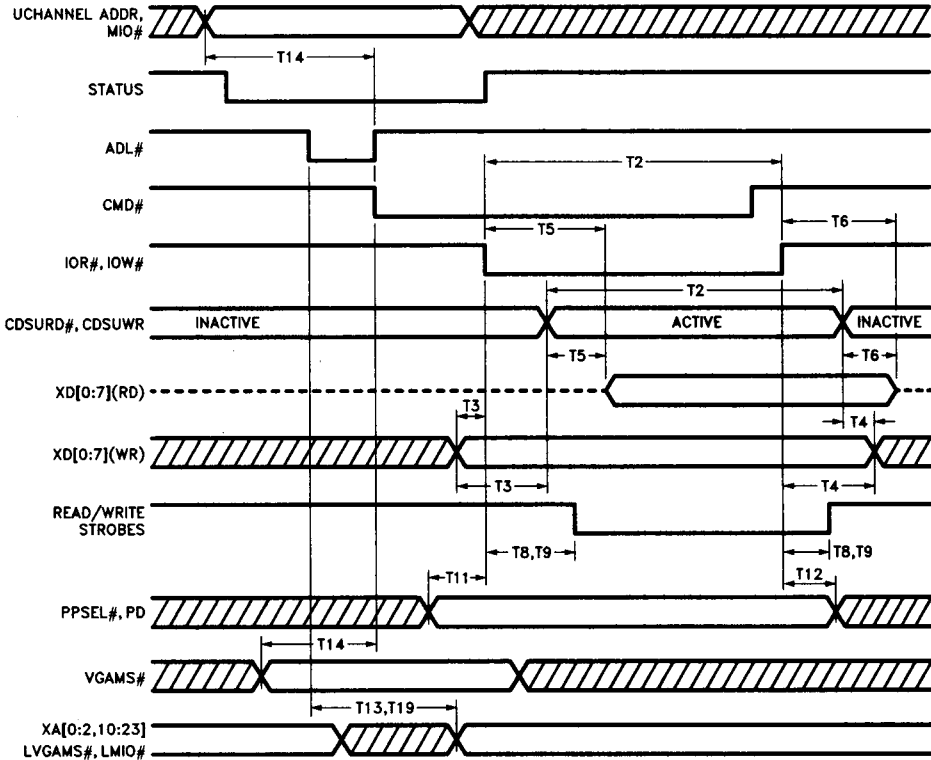 UCHANNEL ADDR,
MIO#
T14
STATUS
ADL#
T2
CMD#
T5
T6
IOR#, IOW#
T2
CDSURD#, CDSUWR
INACTIVE
ACTIVE
INACTIVE
T5
T6
XD[0:7](RD)
T3
T4
XD[0:7](WR)
T3
T4
READ/WRITE
STROBES
T8,T9
T8,T9
T11
T12
PPSEL#, PD
T14
VGAMS#
T13,T19
XA[0:2,10:23]
LVGAMS#, LMIO#